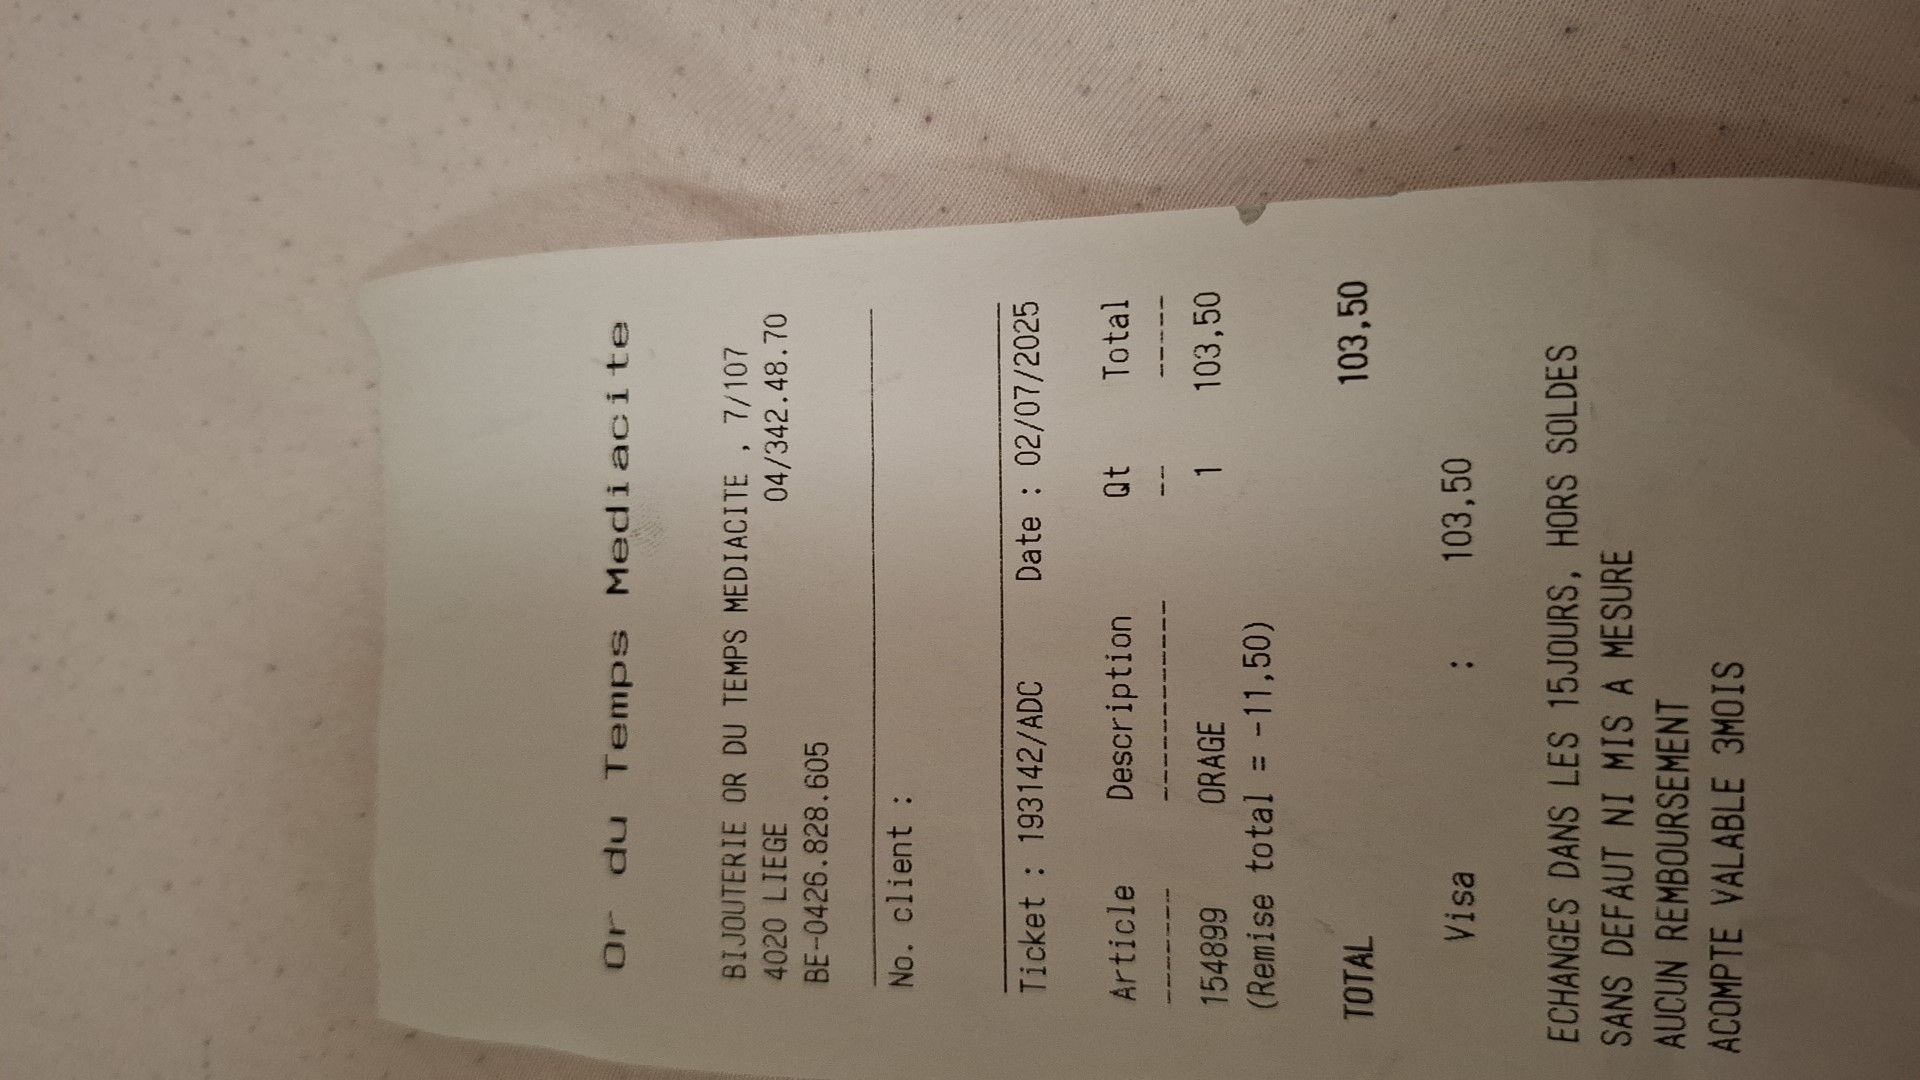 Or du Temps Mediacite
BIJOUTERIE OR DU TEMPS MEDIACITE , 7/107
4020 LIEGE 04/342.48.70
BE-0426.828.605
No. client :
Ticket : 193142/ADC Date : 02/07/2025
Article Description Qt Total
------- ----------- -- -----
154899 ORAGE 1 103,50
(Remise total = -11,50)
TOTAL 103,50
Visa : 103,50
ECHANGES DANS LES 15JOURS, HORS SOLDES
SANS DEFAUT NI MIS A MESURE
AUCUN REMBOURSEMENT
ACOMPTE VALABLE 3MOIS